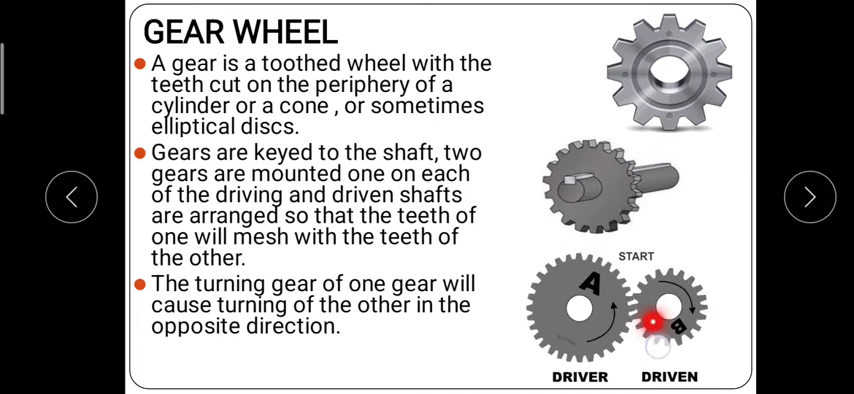 GEAR WHEEL
A gear is a toothed wheel with the
teeth cut on the periphery of a
cylinder or a cone , or sometimes
elliptical discs.
Gears are keyed to the shaft, two
gears are mounted one on each
of the driving and driven shafts
are arranged so that the teeth of
one will mesh with the teeth of
the other.
The turning gear of one gear will
cause turning of the other in the
opposite direction.
START
A
B
DRIVER
DRIVEN